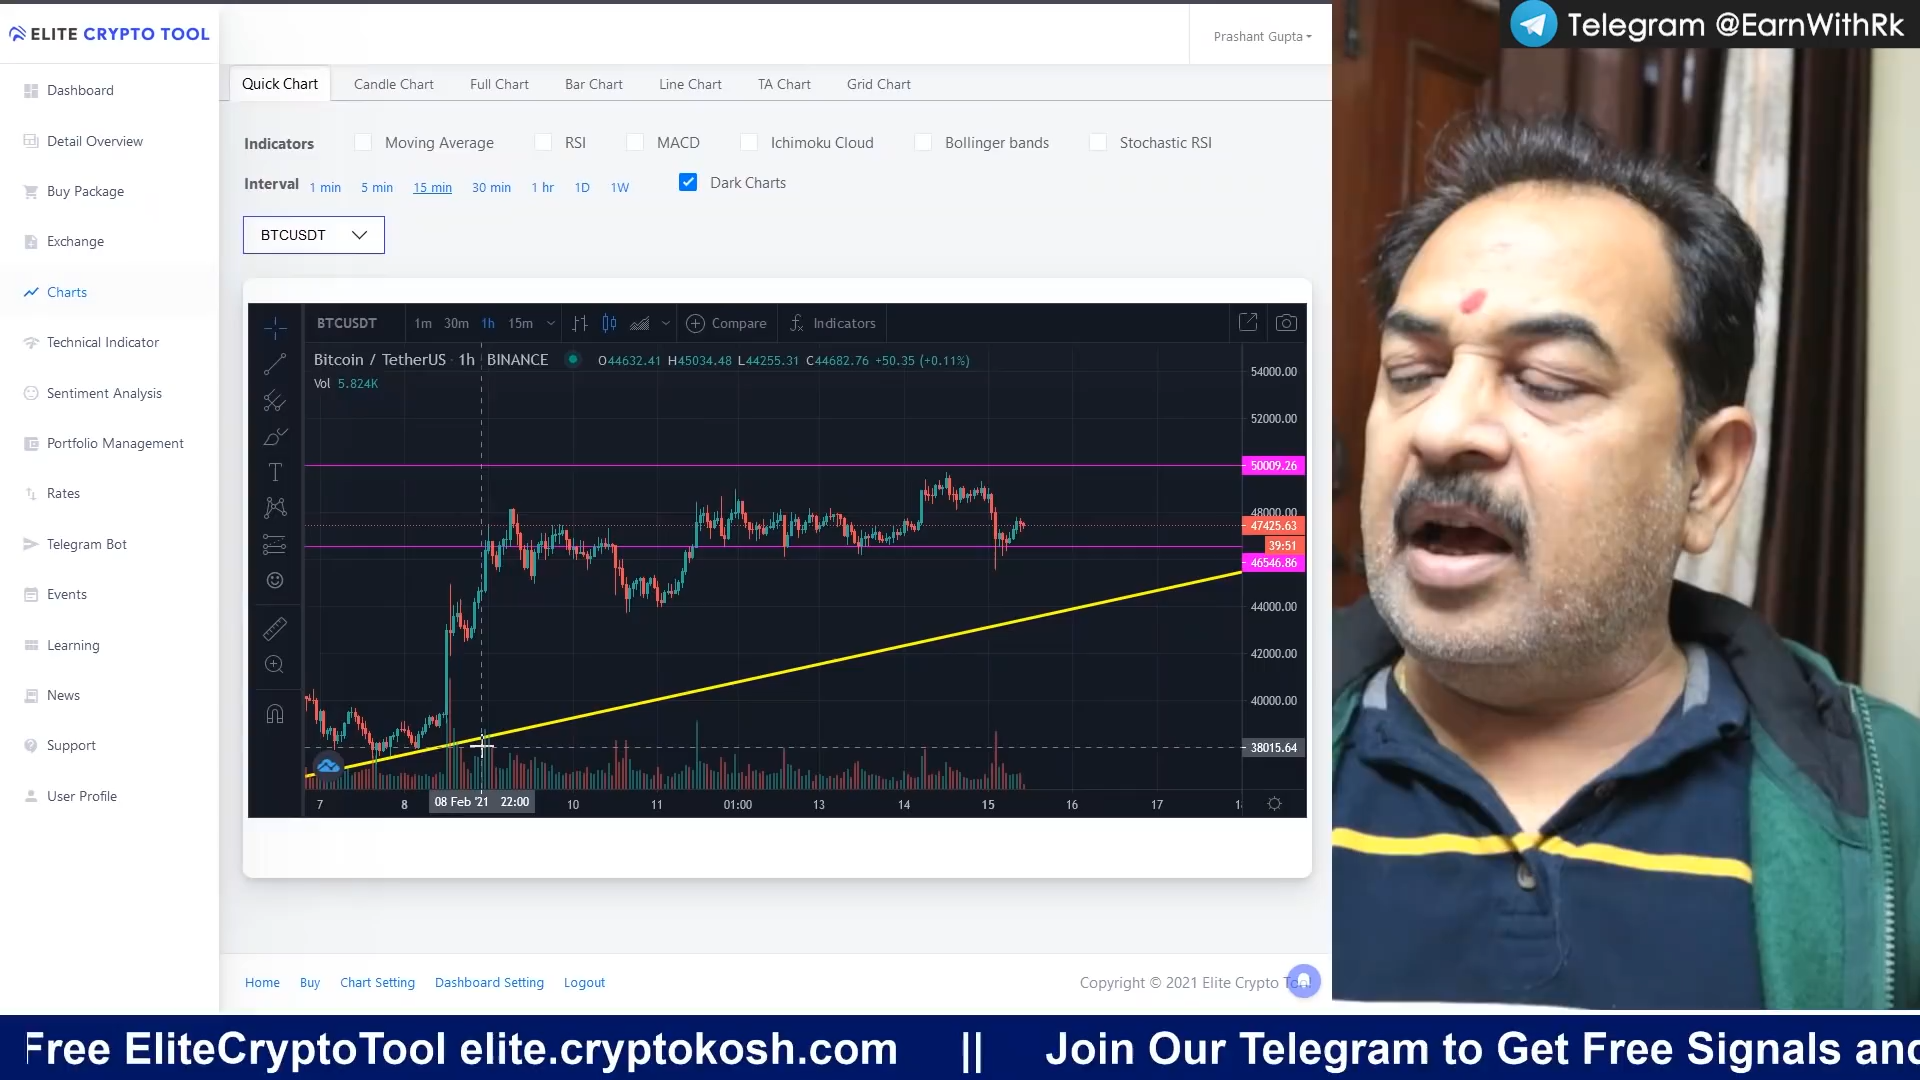 ELITE CRYPTO TOOL
Prashant Gupta
Telegram @EarnWithRk
Dashboard
Detail Overview
Buy Package
Exchange
Charts
Technical Indicator
Sentiment Analysis
Portfolio Management
Rates
Telegram Bot
Events
Learning
News
Support
User Profile
Quick Chart Candle Chart Full Chart Bar Chart Line Chart TA Chart Grid Chart
Indicators Moving Average RSI MACD Ichimoku Cloud Bollinger bands Stochastic RSI
Interval 1 min 5 min 15 min 30 min 1 hr 1D 1W Dark Charts
BTCUSDT
BTCUSDT 1m 30m 1h 15m Compare Indicators
Bitcoin / TetherUS · 1h BINANCE O44632.41 H45034.48 L44255.31 C44682.76 +50.35 (+0.11%)
Vol 5.824K
54000.00
52000.00
50009.26
48000.00
47425.63
39:51
46546.86
44000.00
42000.00
40000.00
38015.64
7 8 08 Feb '21 22:00 10 11 01:00 13 14 15 16 17
Home Buy Chart Setting Dashboard Setting Logout
Copyright © 2021 Elite Crypto Tool
Free EliteCryptoTool elite.cryptokosh.com || Join Our Telegram to Get Free Signals and